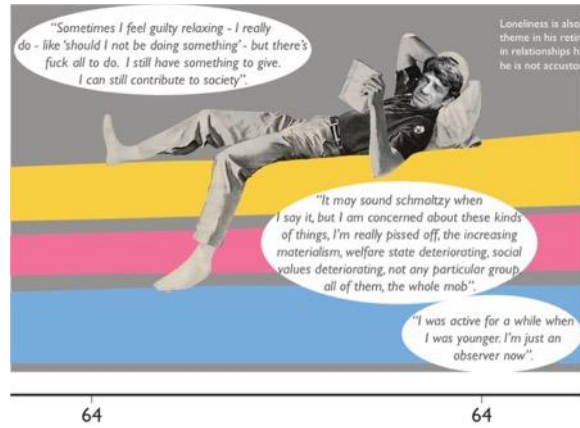 "Sometimes I feel guilty relaxing - I really
do - like 'should I not be doing something' - but there's
fuck all to do.  I still have something to give.
I can still contribute to society".
Loneliness is also
theme in his retir
in relationships h
he is not accustom
"It may sound schmaltzy when
I say it, but I am concerned about these kinds
of things, I'm really pissed off, the increasing
materialism, welfare state deteriorating, social
values deteriorating, not any particular group,
all of them, the whole mob".
"I was active for a while when
I was younger. I'm just an
observer now".
64
64